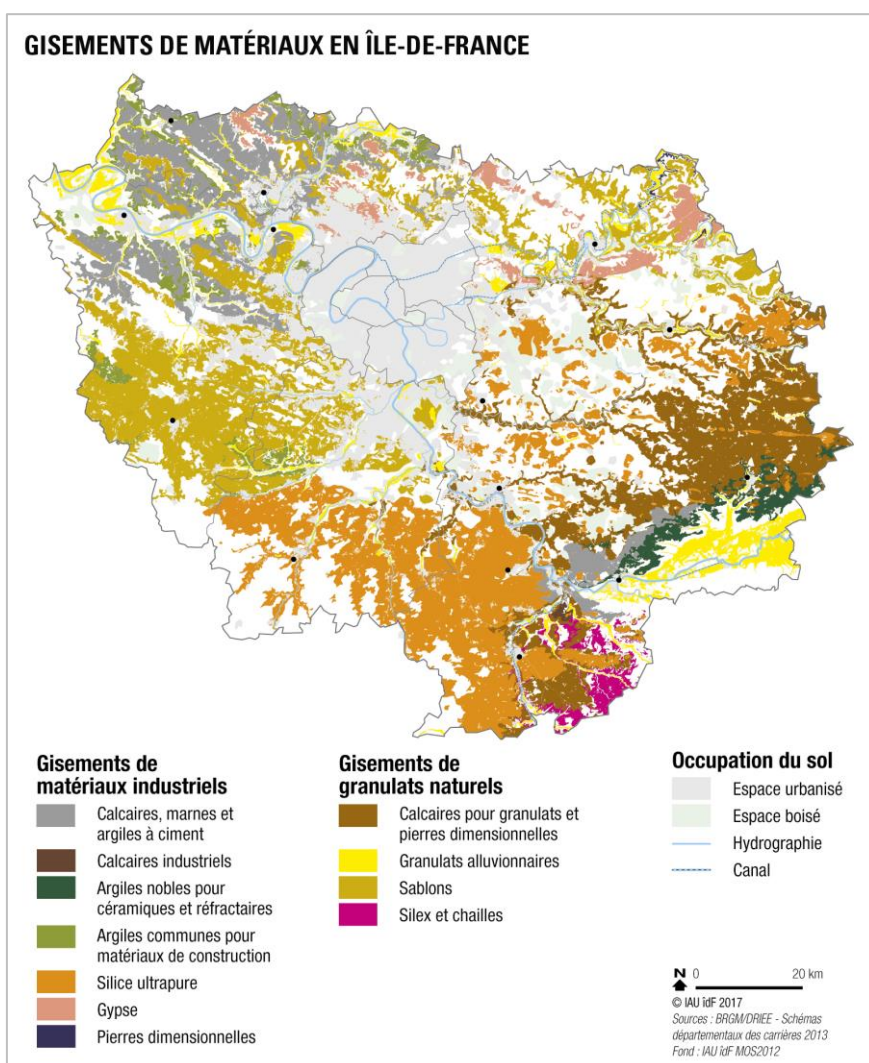 GISEMENTS DE MATÉRIAUX EN ÎLE-DE-FRANCE
Gisements de
matériaux industriels
Calcaires, marnes et
argiles à ciment
Calcaires industriels
Argiles nobles pour
céramiques et réfractaires
Argiles communes pour
matériaux de construction
Silice ultrapure
Gypse
Pierres dimensionnelles
Gisements de
granulats naturels
Calcaires pour granulats et
pierres dimensionnelles
Granulats alluvionnaires
Sablons
Silex et chailles
Occupation du sol
Espace urbanisé
Espace boisé
Hydrographie
Canal
N 0 20 km
© IAU îdF 2017
Sources : BRGM/DRIEE - Schémas
départementaux des carrières 2013
Fond : IAU îdF MOS2012